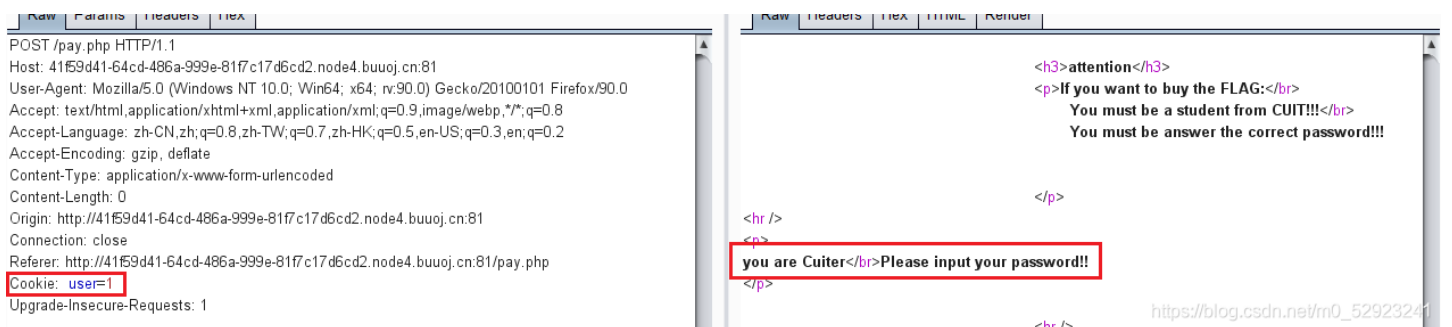 Raw Params Headers Hex
POST /pay.php HTTP/1.1
Host: 41f59d41-64cd-486a-999e-81f7c17d6cd2.node4.buuoj.cn:81
User-Agent: Mozilla/5.0 (Windows NT 10.0; Win64; x64; rv:90.0) Gecko/20100101 Firefox/90.0
Accept: text/html,application/xhtml+xml,application/xml;q=0.9,image/webp,*/*;q=0.8
Accept-Language: zh-CN,zh;q=0.8,zh-TW;q=0.7,zh-HK;q=0.5,en-US;q=0.3,en;q=0.2
Accept-Encoding: gzip, deflate
Content-Type: application/x-www-form-urlencoded
Content-Length: 0
Origin: http://41f59d41-64cd-486a-999e-81f7c17d6cd2.node4.buuoj.cn:81
Connection: close
Referer: http://41f59d41-64cd-486a-999e-81f7c17d6cd2.node4.buuoj.cn:81/pay.php
Cookie: user=1
Upgrade-Insecure-Requests: 1
Raw Headers Hex HTML Render
<h3>attention</h3>
<p>If you want to buy the FLAG:</br>
You must be a student from CUIT!!!</br>
You must be answer the correct password!!!
</p>
<hr />
<p>
you are Cuiter</br>Please input your password!!
</p>
<hr />
https://blog.csdn.net/m0_52923241